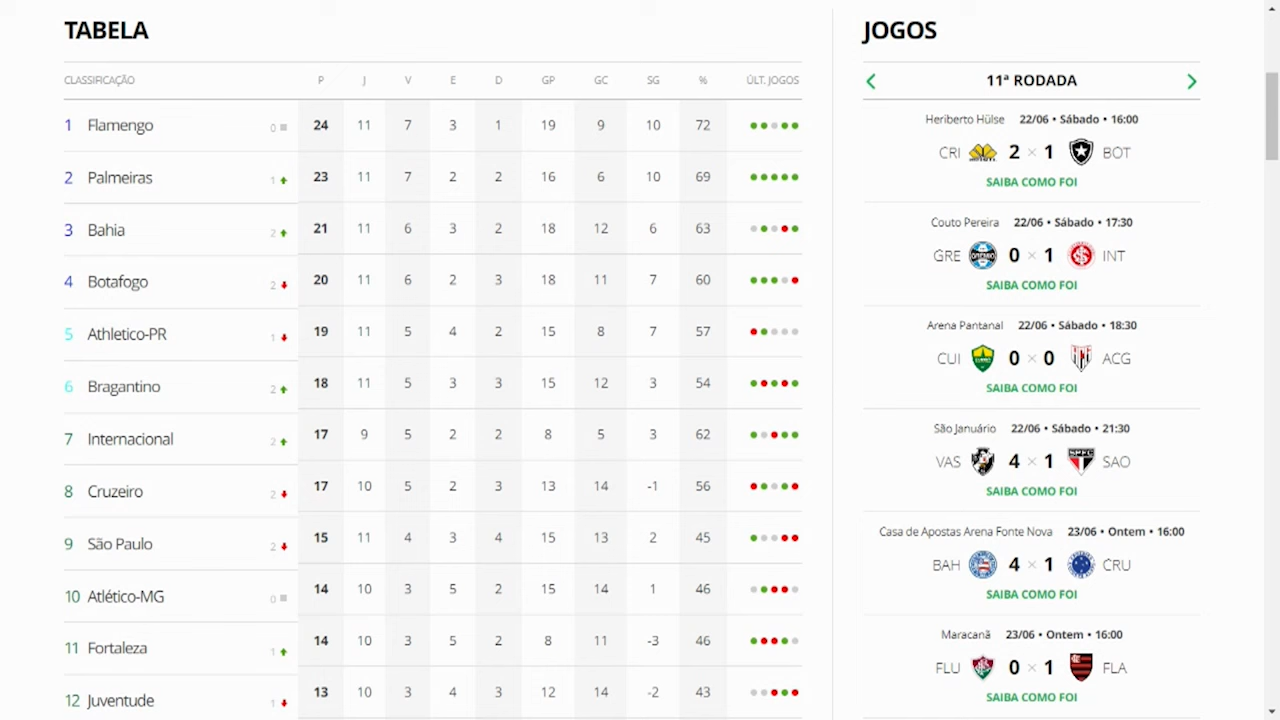 TABELA
CLASSIFICAÇÃO P J V E D GP GC SG % ÚLT. JOGOS
1 Flamengo 0 24 11 7 3 1 19 9 10 72
2 Palmeiras 1 23 11 7 2 2 16 6 10 69
3 Bahia 2 21 11 6 3 2 18 12 6 63
4 Botafogo 2 20 11 6 2 3 18 11 7 60
5 Athletico-PR 1 19 11 5 4 2 15 8 7 57
6 Bragantino 2 18 11 5 3 3 15 12 3 54
7 Internacional 2 17 9 5 2 2 8 5 3 62
8 Cruzeiro 2 17 10 5 2 3 13 14 -1 56
9 São Paulo 2 15 11 4 3 4 15 13 2 45
10 Atlético-MG 0 14 10 3 5 2 15 14 1 46
11 Fortaleza 1 14 10 3 5 2 8 11 -3 46
12 Juventude 1 13 10 3 4 3 12 14 -2 43
JOGOS
11ª RODADA
Heriberto Hülse 22/06 • Sábado • 16:00
CRI 2 × 1 BOT
SAIBA COMO FOI
Couto Pereira 22/06 • Sábado • 17:30
GRE 0 × 1 INT
SAIBA COMO FOI
Arena Pantanal 22/06 • Sábado • 18:30
CUI 0 × 0 ACG
SAIBA COMO FOI
São Januário 22/06 • Sábado • 21:30
VAS 4 × 1 SAO
SAIBA COMO FOI
Casa de Apostas Arena Fonte Nova 23/06 • Ontem • 16:00
BAH 4 × 1 CRU
SAIBA COMO FOI
Maracanã 23/06 • Ontem • 16:00
FLU 0 × 1 FLA
SAIBA COMO FOI